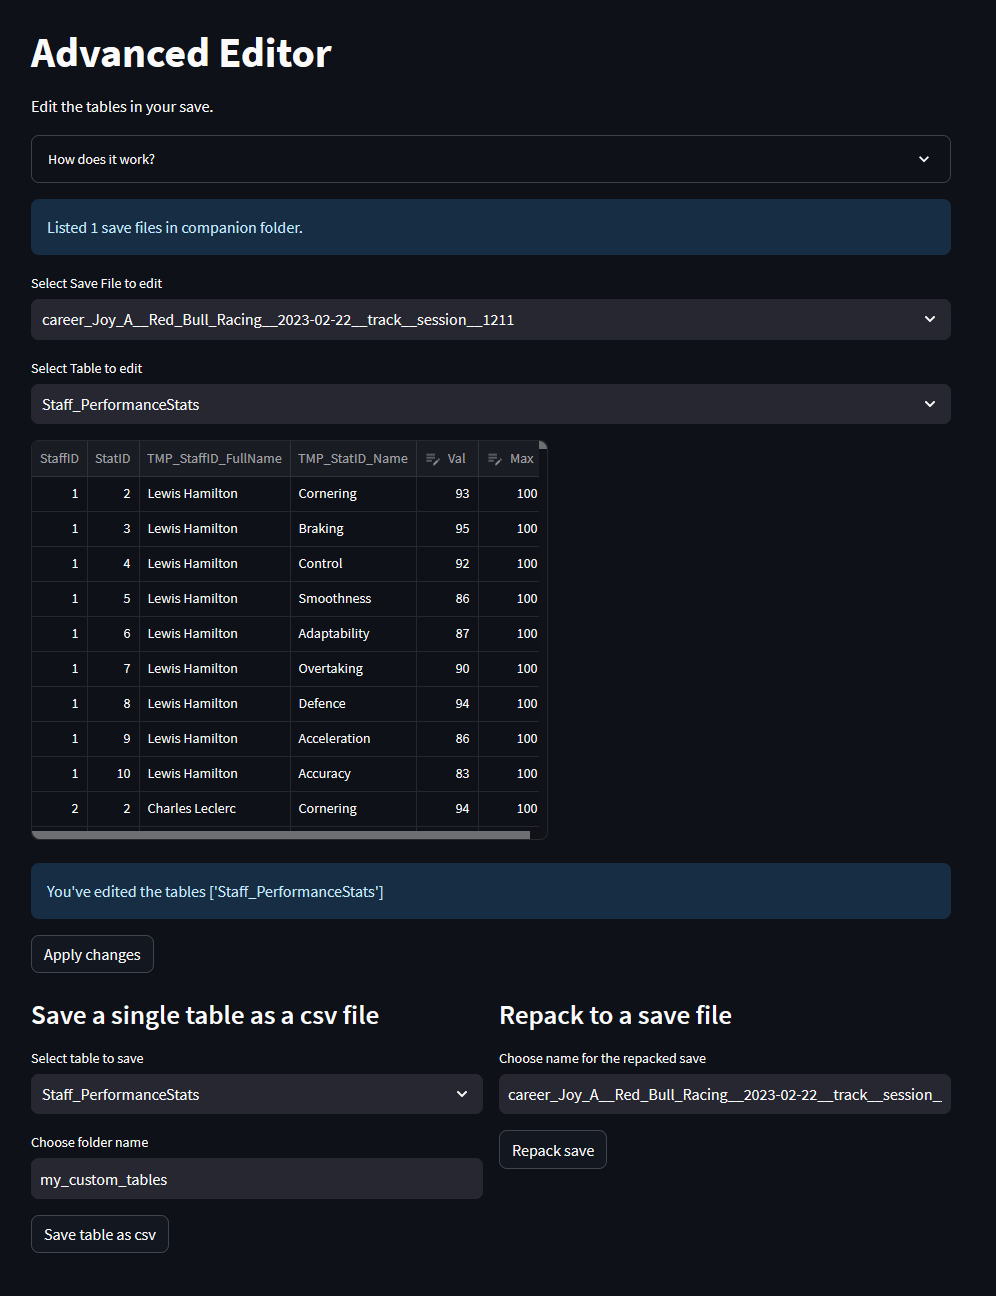 Advanced Editor
Edit the tables in your save.
How does it work?
Listed 1 save files in companion folder.
Select Save File to edit
career_Joy_A__Red_Bull_Racing__2023-02-22__track__session__1211
Select Table to edit
Staff_PerformanceStats
StaffID StatID TMP_StaffID_FullName TMP_StatID_Name Val Max
1 2 Lewis Hamilton Cornering 93 100
1 3 Lewis Hamilton Braking 95 100
1 4 Lewis Hamilton Control 92 100
1 5 Lewis Hamilton Smoothness 86 100
1 6 Lewis Hamilton Adaptability 87 100
1 7 Lewis Hamilton Overtaking 90 100
1 8 Lewis Hamilton Defence 94 100
1 9 Lewis Hamilton Acceleration 86 100
1 10 Lewis Hamilton Accuracy 83 100
2 2 Charles Leclerc Cornering 94 100
You've edited the tables ['Staff_PerformanceStats']
Apply changes
Save a single table as a csv file
Select table to save
Staff_PerformanceStats
Choose folder name
my_custom_tables
Save table as csv
Repack to a save file
Choose name for the repacked save
career_Joy_A__Red_Bull_Racing__2023-02-22__track__session_
Repack save